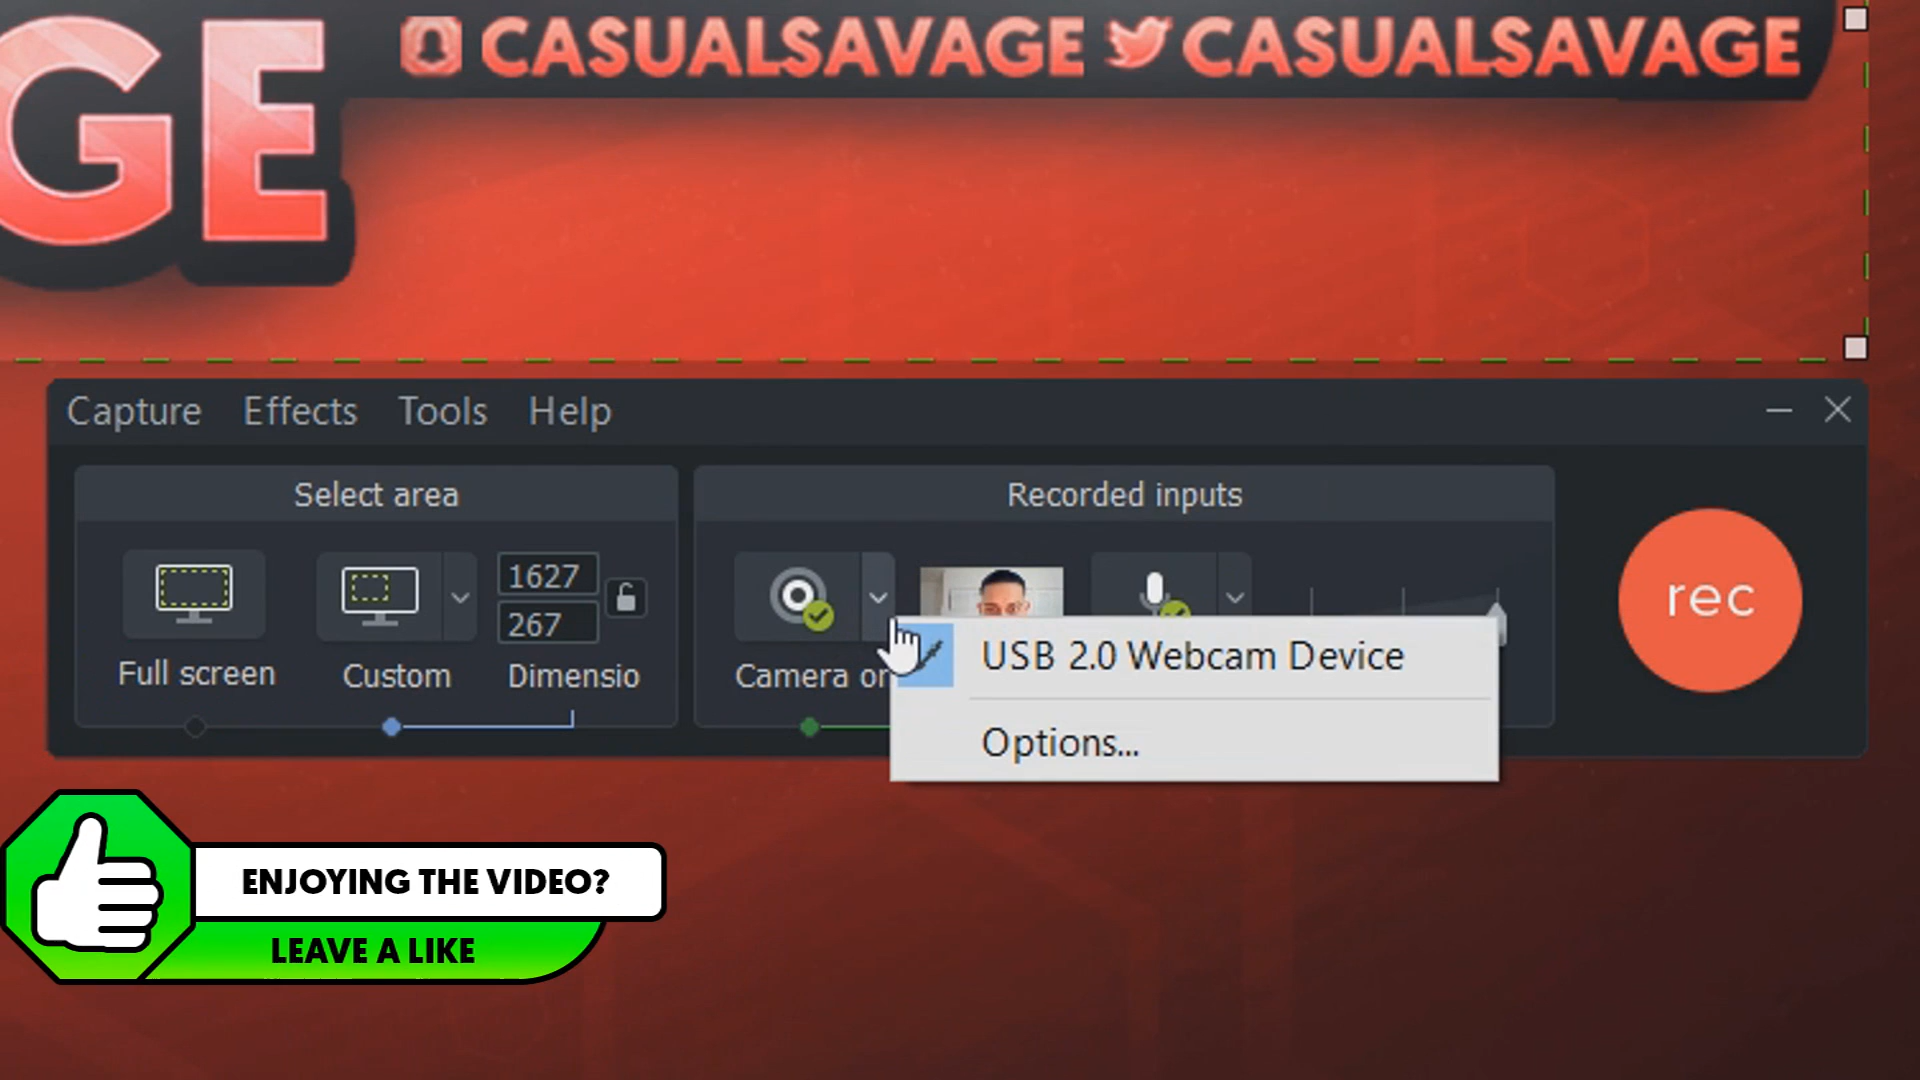 GE
CASUALSAVAGE CASUALSAVAGE
Capture Effects Tools Help
Select area
Recorded inputs
1627
267
rec
Full screen
Custom
Dimensio
Camera on
USB 2.0 Webcam Device
Options...
ENJOYING THE VIDEO?
LEAVE A LIKE